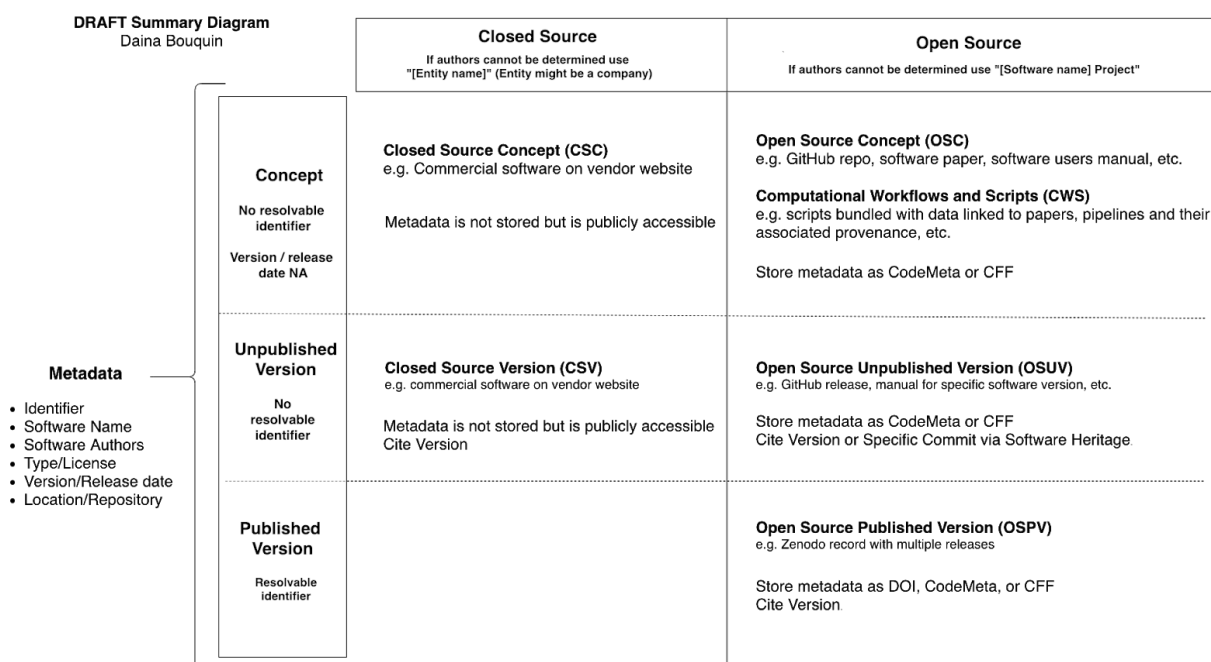 DRAFT Summary Diagram
Daina Bouquin
Closed Source
If authors cannot be determined use
"[Entity name]" (Entity might be a company)
Open Source
If authors cannot be determined use "[Software name] Project"
Metadata
• Identifier
• Software Name
• Software Authors
• Type/License
• Version/Release date
• Location/Repository
Concept
No resolvable
identifier
Version / release
date NA
Closed Source Concept (CSC)
e.g. Commercial software on vendor website
Metadata is not stored but is publicly accessible
Open Source Concept (OSC)
e.g. GitHub repo, software paper, software users manual, etc.
Computational Workflows and Scripts (CWS)
e.g. scripts bundled with data linked to papers, pipelines and their
associated provenance, etc.
Store metadata as CodeMeta or CFF
Unpublished
Version
No
resolvable
identifier
Closed Source Version (CSV)
e.g. commercial software on vendor website
Metadata is not stored but is publicly accessible
Cite Version
Open Source Unpublished Version (OSUV)
e.g. GitHub release, manual for specific software version, etc.
Store metadata as CodeMeta or CFF
Cite Version or Specific Commit via Software Heritage.
Published
Version
Resolvable
identifier
Open Source Published Version (OSPV)
e.g. Zenodo record with multiple releases
Store metadata as DOI, CodeMeta, or CFF
Cite Version.